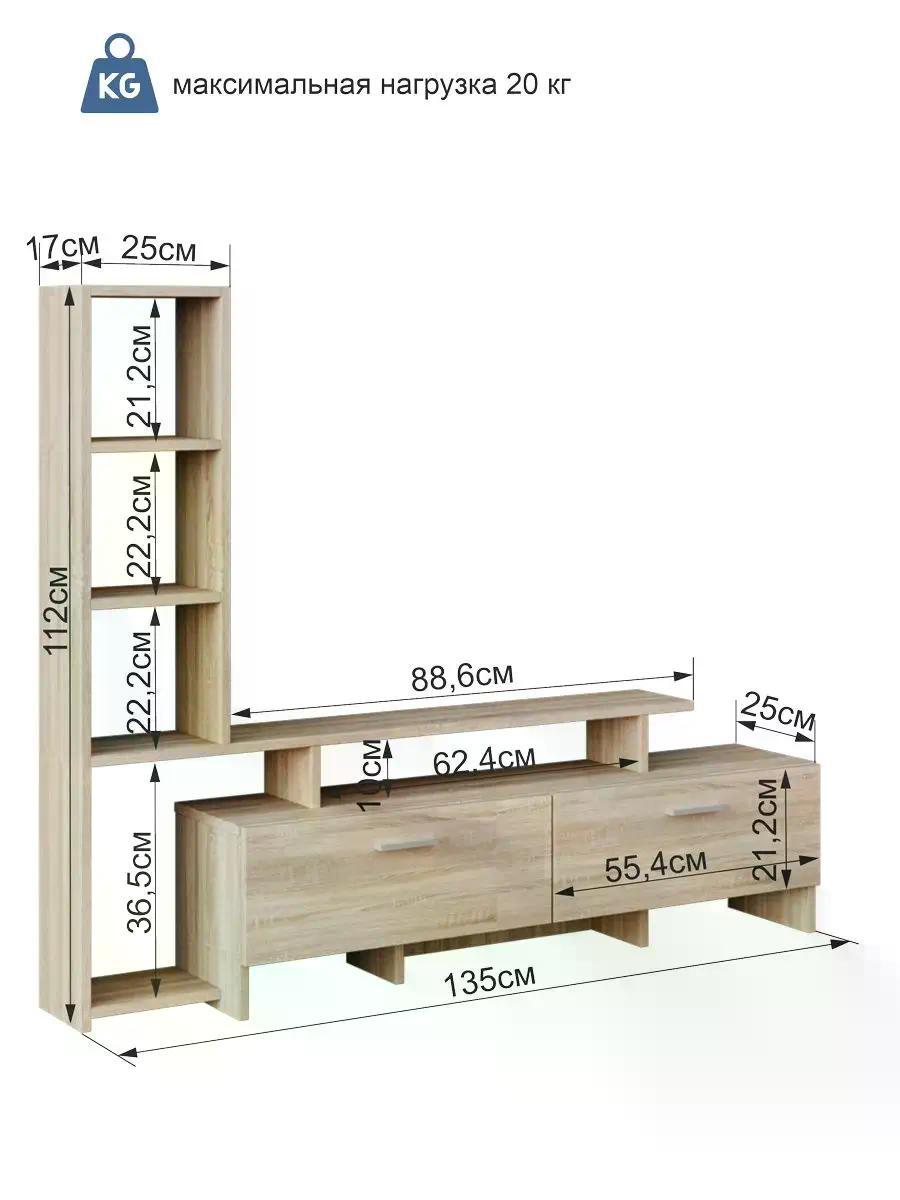 KG
максимальная нагрузка 20 кг
17см 25см
21,2см
22,2см
112см
22,2см
88,6см
25см
10см
62,4см
21,2см
55,4см
36,5см
135см